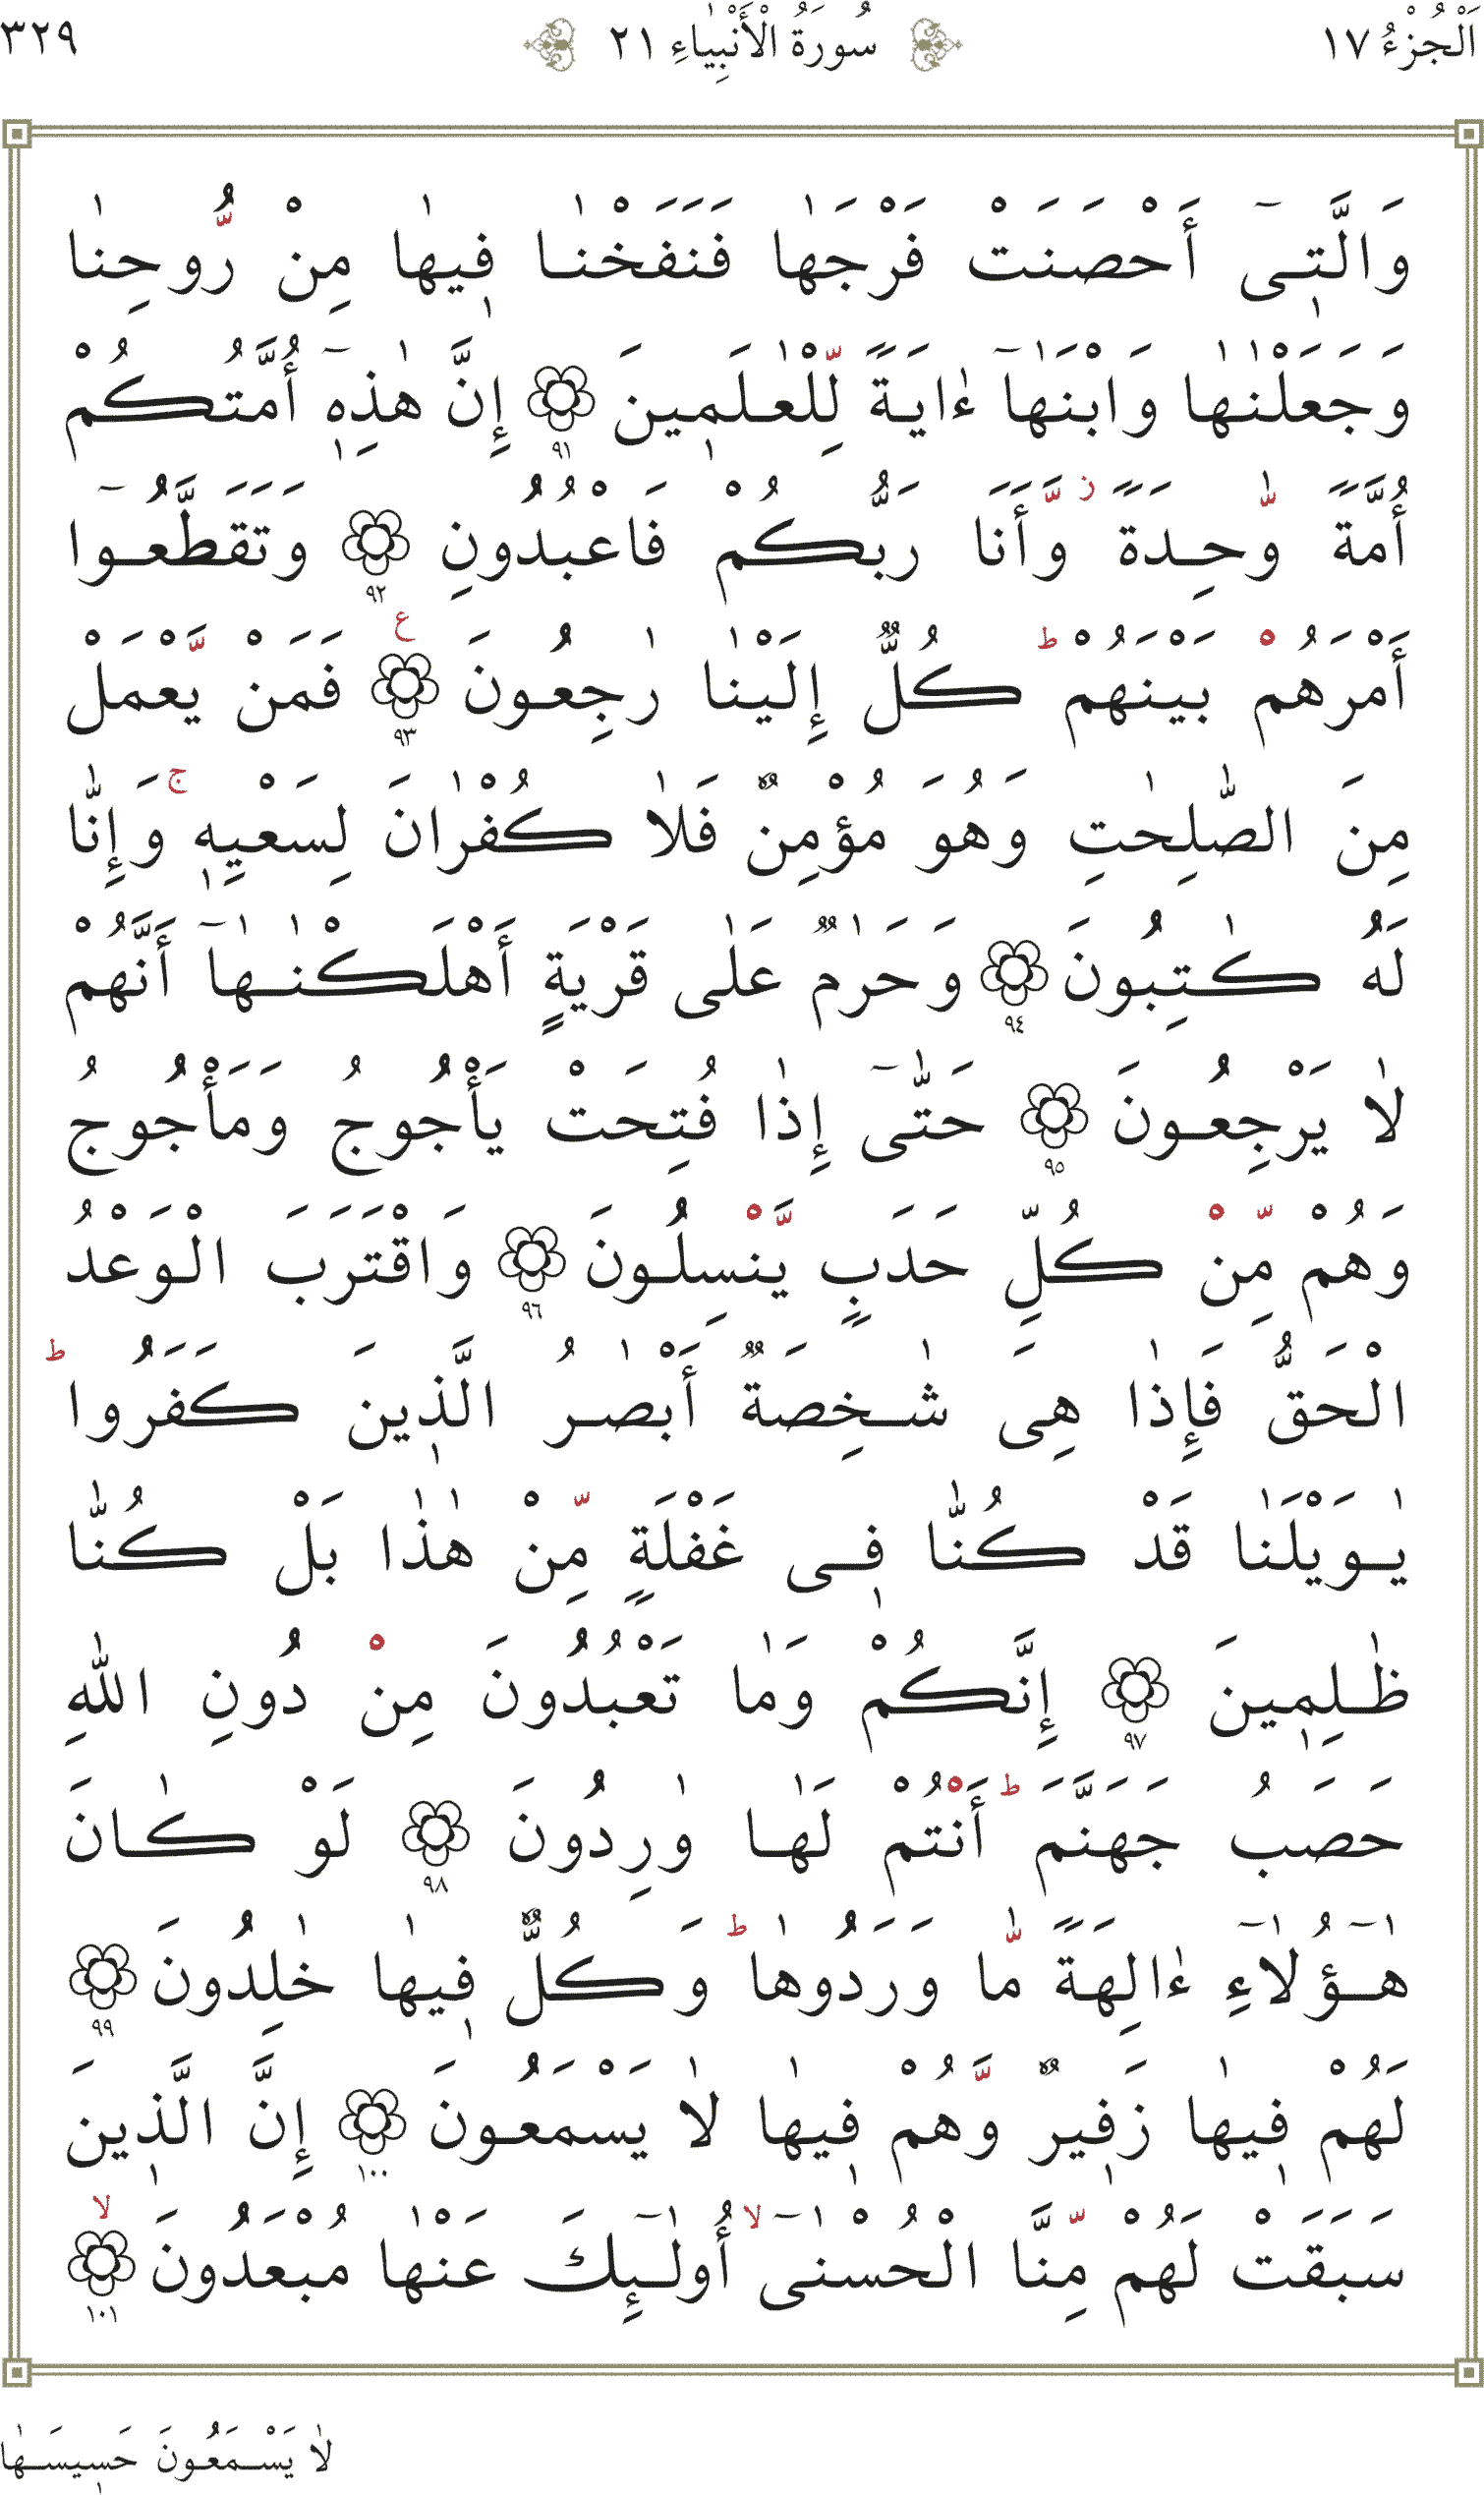 اَلْجُزْءُ ١٧ سُورَةُ الْأَنْبِيَاءِ ٢١ ٣٢٩
وَالَّتِىٓ أَحْصَنَتْ فَرْجَهَا فَنَفَخْنَا فِيهَا مِنْ رُّوحِنَا
وَجَعَلْنٰهَا وَابْنَهَآ ءَايَةً لِّلْعٰلَمِينَ ۝٩١ إِنَّ هٰذِهِٓ أُمَّتُكُمْ
أُمَّةً وّٰحِدَةً ز وَّأَنَا رَبُّكُمْ فَاعْبُدُونِ ۝٩٢ وَتَقَطَّعُوٓا
أَمْرَهُمْ بَيْنَهُمْ ط كُلٌّ إِلَيْنَا رٰجِعُونَ ۝٩٣ ع فَمَنْ يَّعْمَلْ
مِنَ الصّٰلِحٰتِ وَهُوَ مُؤْمِنٌ فَلَا كُفْرَانَ لِسَعْيِهِ ج وَإِنَّا
لَهُ كٰتِبُونَ ۝٩٤ وَحَرٰمٌ عَلٰى قَرْيَةٍ أَهْلَكْنٰهَآ أَنَّهُمْ
لَا يَرْجِعُونَ ۝٩٥ حَتّٰىٓ إِذَا فُتِحَتْ يَأْجُوجُ وَمَأْجُوجُ
وَهُمْ مِّنْ كُلِّ حَدَبٍ يَّنْسِلُونَ ۝٩٦ وَاقْتَرَبَ الْوَعْدُ
الْحَقُّ فَإِذَا هِىَ شٰخِصَةٌ أَبْصٰرُ الَّذِينَ كَفَرُوا ط
يٰوَيْلَنَا قَدْ كُنَّا فِى غَفْلَةٍ مِّنْ هٰذَا بَلْ كُنَّا
ظٰلِمِينَ ۝٩٧ إِنَّكُمْ وَمَا تَعْبُدُونَ مِنْ دُونِ اللّٰهِ
حَصَبُ جَهَنَّمَ ط أَنْتُمْ لَهَا وٰرِدُونَ ۝٩٨ لَوْ كَانَ
هٰٓؤُلَآءِ ءَالِهَةً مَّا وَرَدُوهَا ط وَكُلٌّ فِيهَا خٰلِدُونَ ۝٩٩
لَهُمْ فِيهَا زَفِيرٌ وَّهُمْ فِيهَا لَا يَسْمَعُونَ ۝١٠٠ إِنَّ الَّذِينَ
سَبَقَتْ لَهُمْ مِّنَّا الْحُسْنٰىٓ لا أُولٰٓئِكَ عَنْهَا مُبْعَدُونَ ۝١٠١ لا
لَا يَسْمَعُونَ حَسِيسَهَا